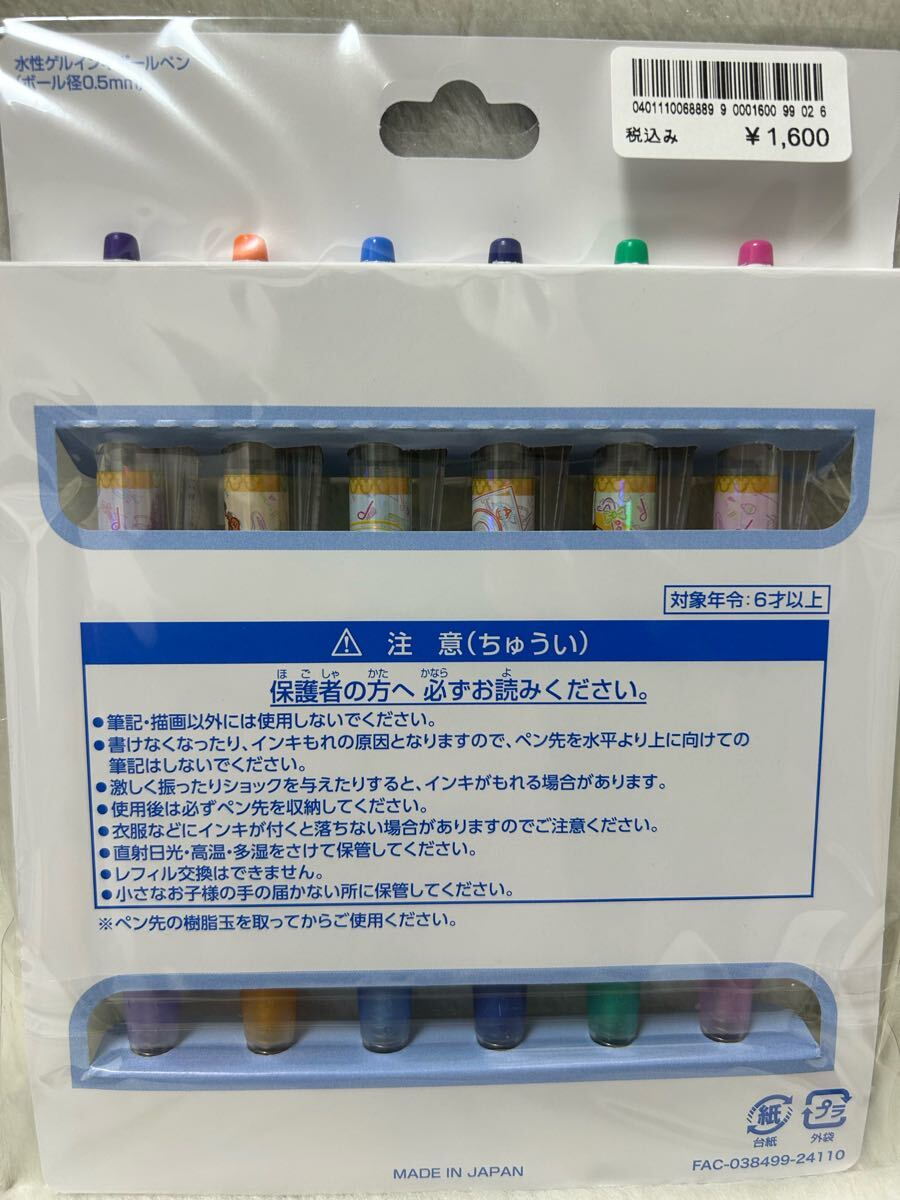 水性ゲルインキボールペン
(ボール径0.5mm)
0401110068889 9 0001600 99 02 6
税込み ¥1,600
対象年令:6才以上
⚠ 注 意(ちゅうい)
ほごしゃ かた かなら よ
保護者の方へ 必ずお読みください。
●筆記・描画以外には使用しないでください。
●書けなくなったり、インキもれの原因となりますので、ペン先を水平より上に向けての
筆記はしないでください。
●激しく振ったりショックを与えたりすると、インキがもれる場合があります。
●使用後は必ずペン先を収納してください。
●衣服などにインキが付くと落ちない場合がありますのでご注意ください。
●直射日光・高温・多湿をさけて保管してください。
●レフィル交換はできません。
●小さなお子様の手の届かない所に保管してください。
※ペン先の樹脂玉を取ってからご使用ください。
紙 プラ
台紙 外袋
FAC-038499-24110
MADE IN JAPAN